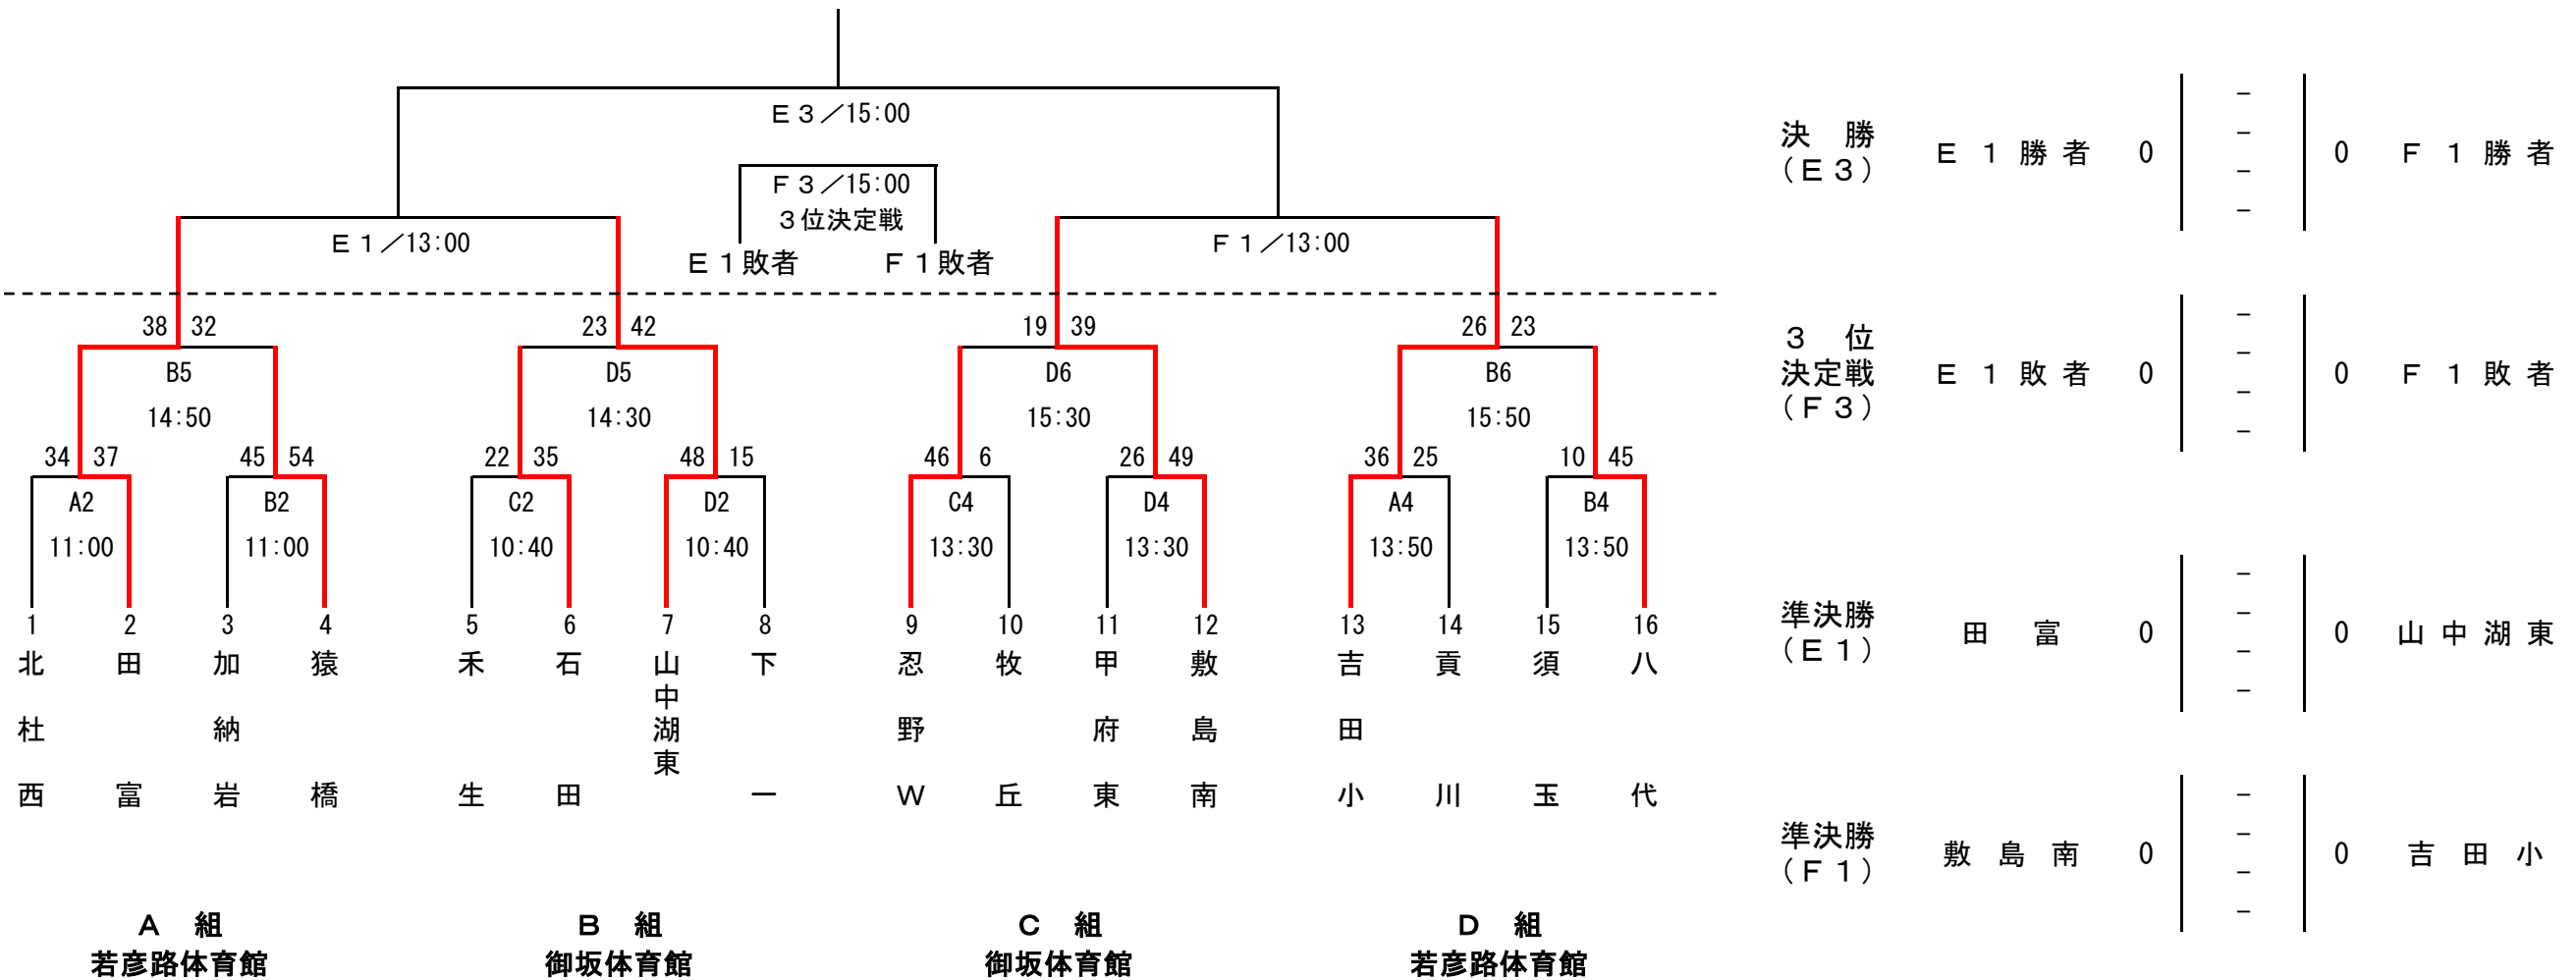 E3/15:00
F3/15:00
3位決定戦
E1敗者 F1敗者
E1/13:00 F1/13:00
38 32 23 42 19 39 26 23
B5 D5 D6 B6
14:50 14:30 15:30 15:50
34 37 45 54 22 35 48 15 46 6 26 49 36 25 10 45
A2 B2 C2 D2 C4 D4 A4 B4
11:00 11:00 10:40 10:40 13:30 13:30 13:50 13:50
1 2 3 4 5 6 7 8 9 10 11 12 13 14 15 16
北杜西
田富
加納岩
猿橋
禾生
石田
山中湖東
下一
忍野W
牧丘
甲府東
敷島南
吉田小
貢川
須玉
八代
A 組
若彦路体育館
B 組
御坂体育館
C 組
御坂体育館
D 組
若彦路体育館
決 勝
(E3)
E1勝者 0
-
-
-
-
0 F1勝者
3 位
決定戦
(F3)
E1敗者 0
-
-
-
-
0 F1敗者
準決勝
(E1)
田富 0
-
-
-
-
0 山中湖東
準決勝
(F1)
敷島南 0
-
-
-
-
0 吉田小